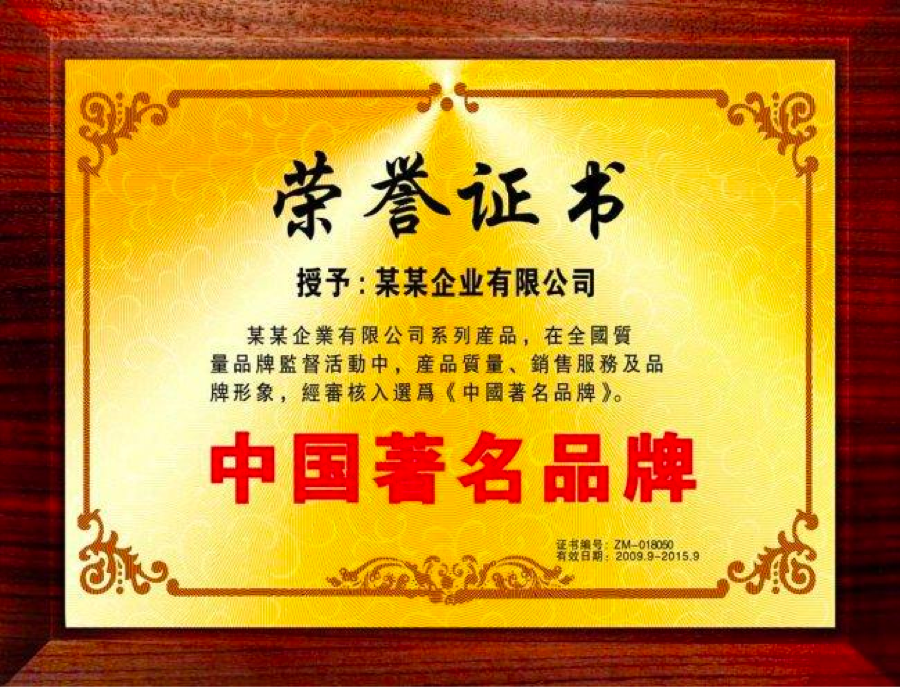 荣誉证书
授予：某某企业有限公司
某某企業有限公司系列産品，在全國質
量品牌監督活動中，産品質量、銷售服務及品
牌形象，經審核入選爲《中國著名品牌》。
中国著名品牌
证书编号：ZM-018050
有效日期：2009.9-2015.9